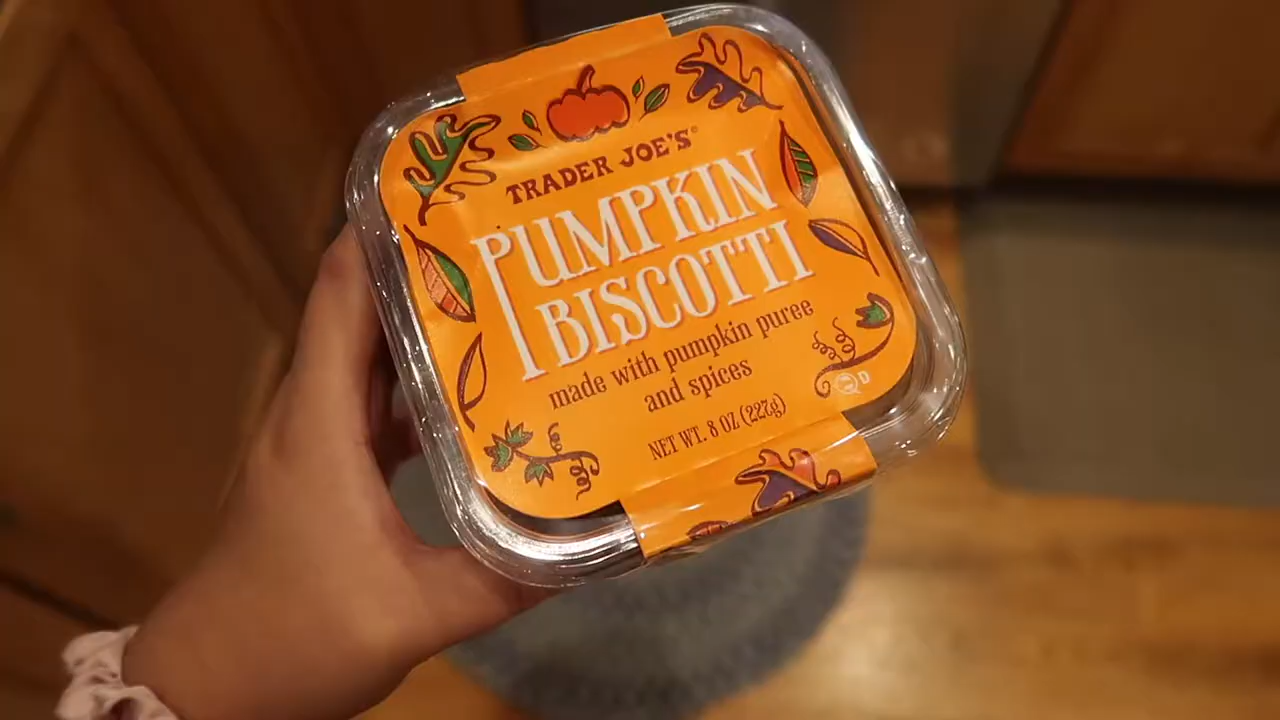 TRADER JOE'S®
PUMPKIN
BISCOTTI
made with pumpkin puree
and spices
NET WT. 8 OZ (227g)
D